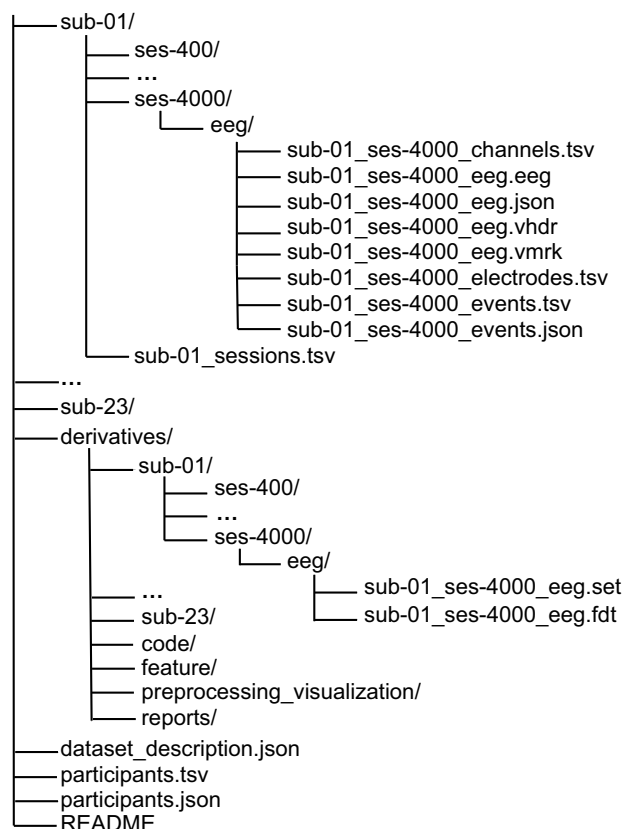 sub-01/
ses-400/
...
ses-4000/
eeg/
sub-01_ses-4000_channels.tsv
sub-01_ses-4000_eeg.eeg
sub-01_ses-4000_eeg.json
sub-01_ses-4000_eeg.vhdr
sub-01_ses-4000_eeg.vmrk
sub-01_ses-4000_electrodes.tsv
sub-01_ses-4000_events.tsv
sub-01_ses-4000_events.json
sub-01_sessions.tsv
...
sub-23/
derivatives/
sub-01/
ses-400/
...
ses-4000/
eeg/
sub-01_ses-4000_eeg.set
sub-01_ses-4000_eeg.fdt
...
sub-23/
code/
feature/
preprocessing_visualization/
reports/
dataset_description.json
participants.tsv
participants.json
README